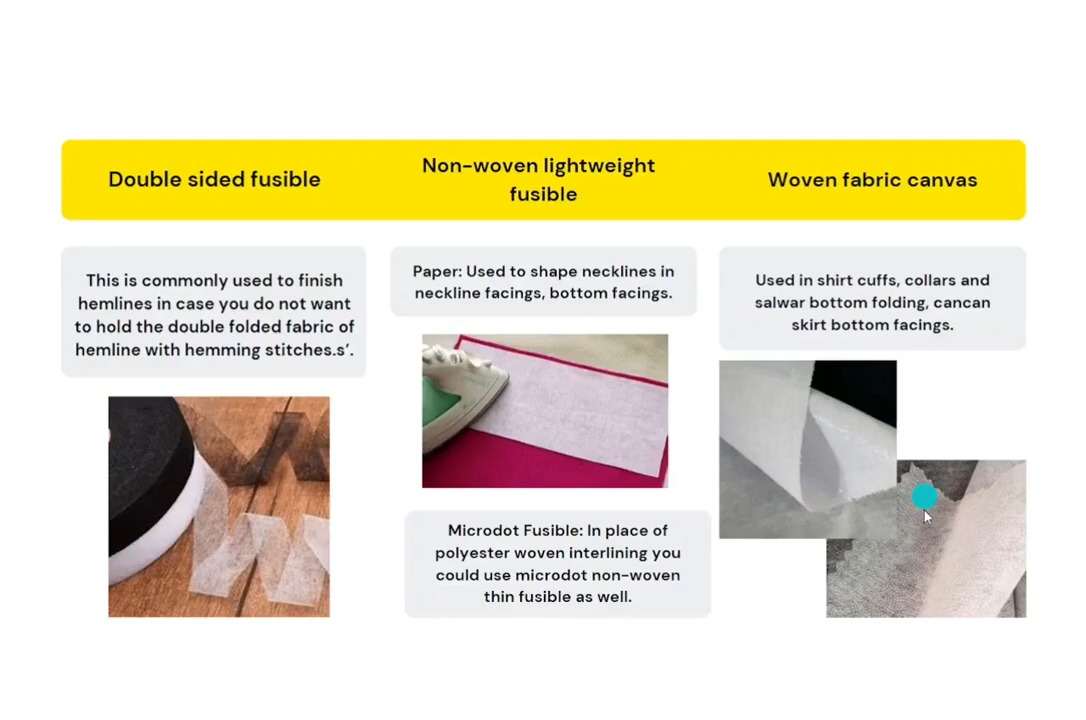 Double sided fusible
Non-woven lightweight
fusible
Woven fabric canvas
This is commonly used to finish
hemlines in case you do not want
to hold the double folded fabric of
hemline with hemming stitches.s’.
Paper: Used to shape necklines in
neckline facings, bottom facings.
Microdot Fusible: In place of
polyester woven interlining you
could use microdot non-woven
thin fusible as well.
Used in shirt cuffs, collars and
salwar bottom folding, cancan
skirt bottom facings.